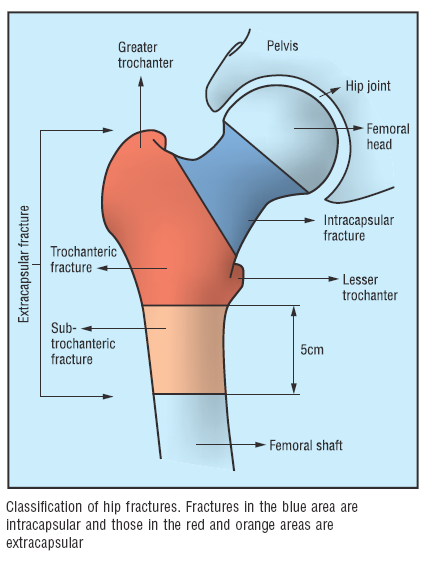 Greater
trochanter
Pelvis
Hip joint
Femoral
head
Extracapsular fracture
Intracapsular
fracture
Trochanteric
fracture
Lesser
trochanter
Sub-
trochanteric
fracture
5cm
Femoral shaft
Classification of hip fractures. Fractures in the blue area are
intracapsular and those in the red and orange areas are
extracapsular